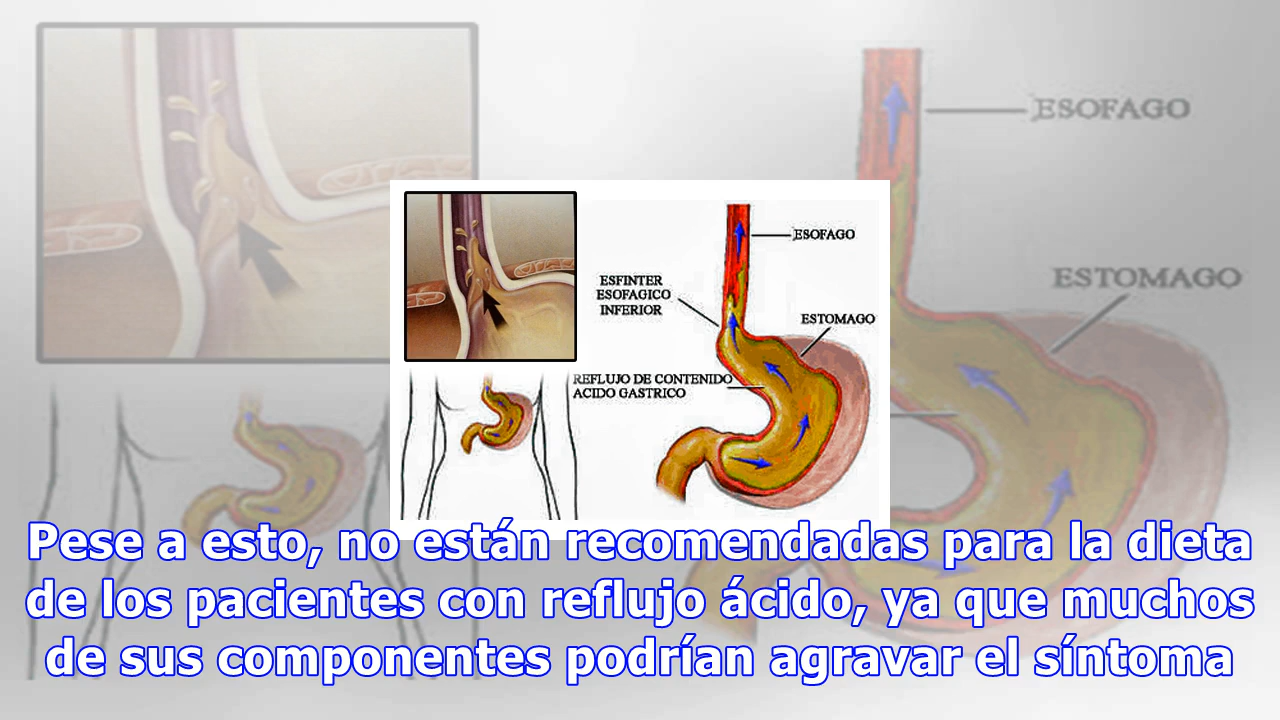 ESOFAGO
ESTOMAGO
ESOFAGO
ESFINTER
ESOFAGICO
INFERIOR
ESTOMAGO
REFLUJO DE CONTENIDO
ACIDO GASTRICO
Pese a esto, no están recomendadas para la dieta
de los pacientes con reflujo ácido, ya que muchos
de sus componentes podrían agravar el síntoma